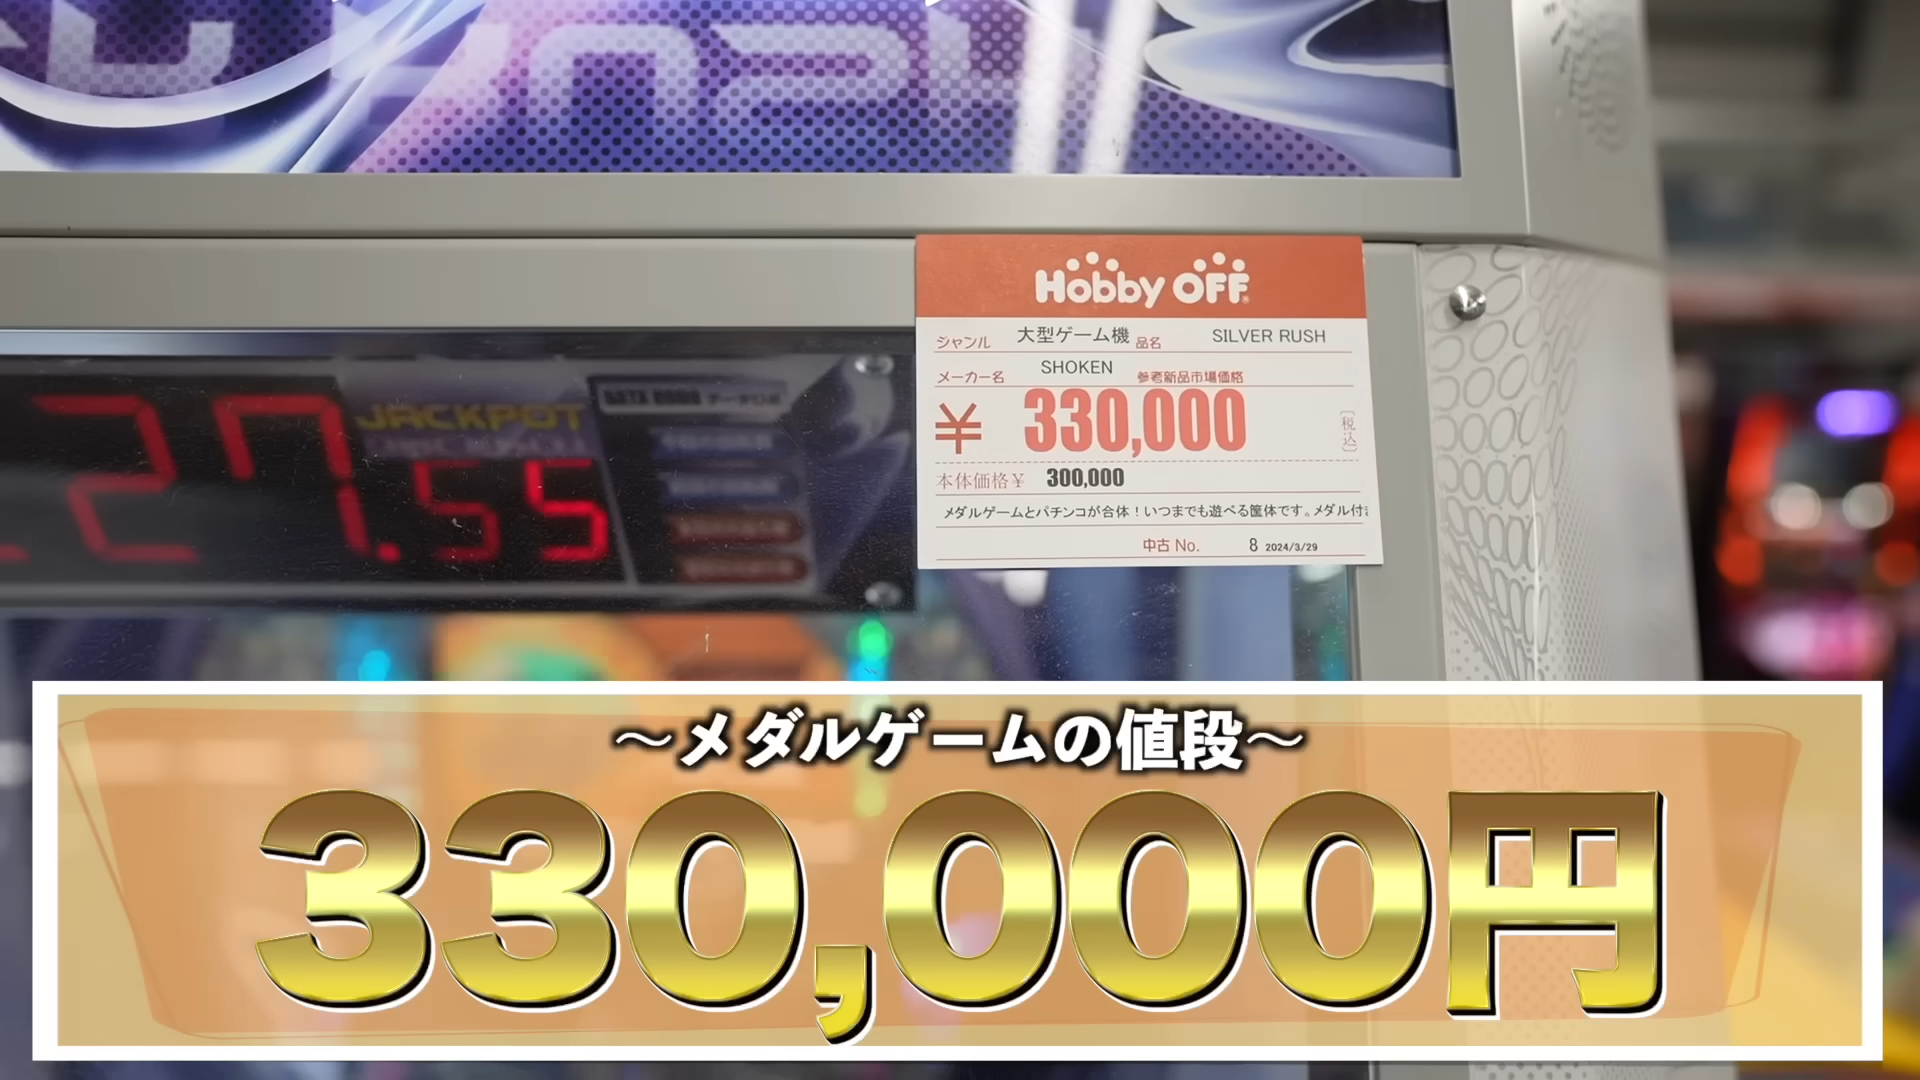 Hobby OFF
ジャンル 大型ゲーム機 品名 SILVER RUSH
メーカー名 SHOKEN 参考新品市場価格
¥ 330,000 (税込)
本体価格¥ 300,000
メダルゲームとパチンコが合体！いつまでも遊べる筐体です。メダル付
中古 No. 8 2024/3/29
JACKPOT
27.55
～メダルゲームの値段～
330,000円